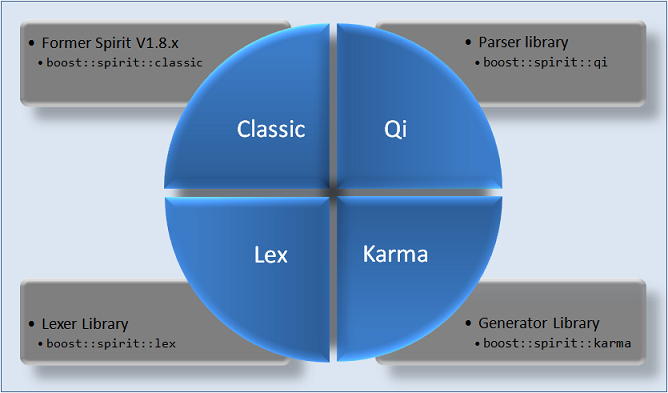 • Former Spirit V1.8.x
• boost::spirit::classic
• Parser library
• boost::spirit::qi
Classic
Qi
Lex
Karma
• Lexer Library
• boost::spirit::lex
• Generator Library
• boost::spirit::karma